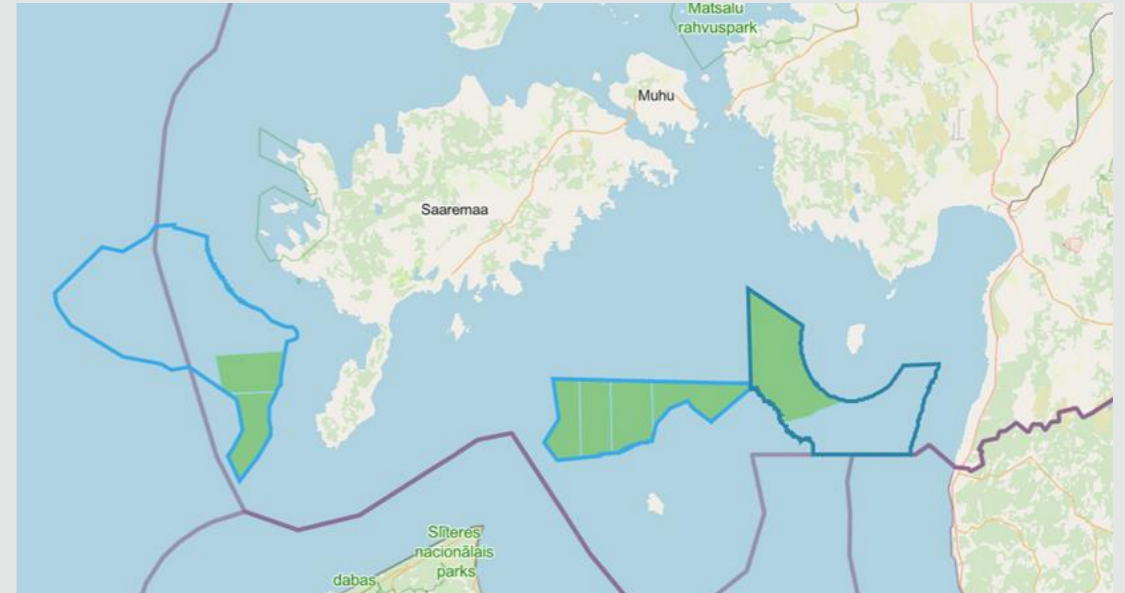 Matsalu
rahvuspark
Muhu
Saaremaa
Slīteres
nacionālais
parks
dabas